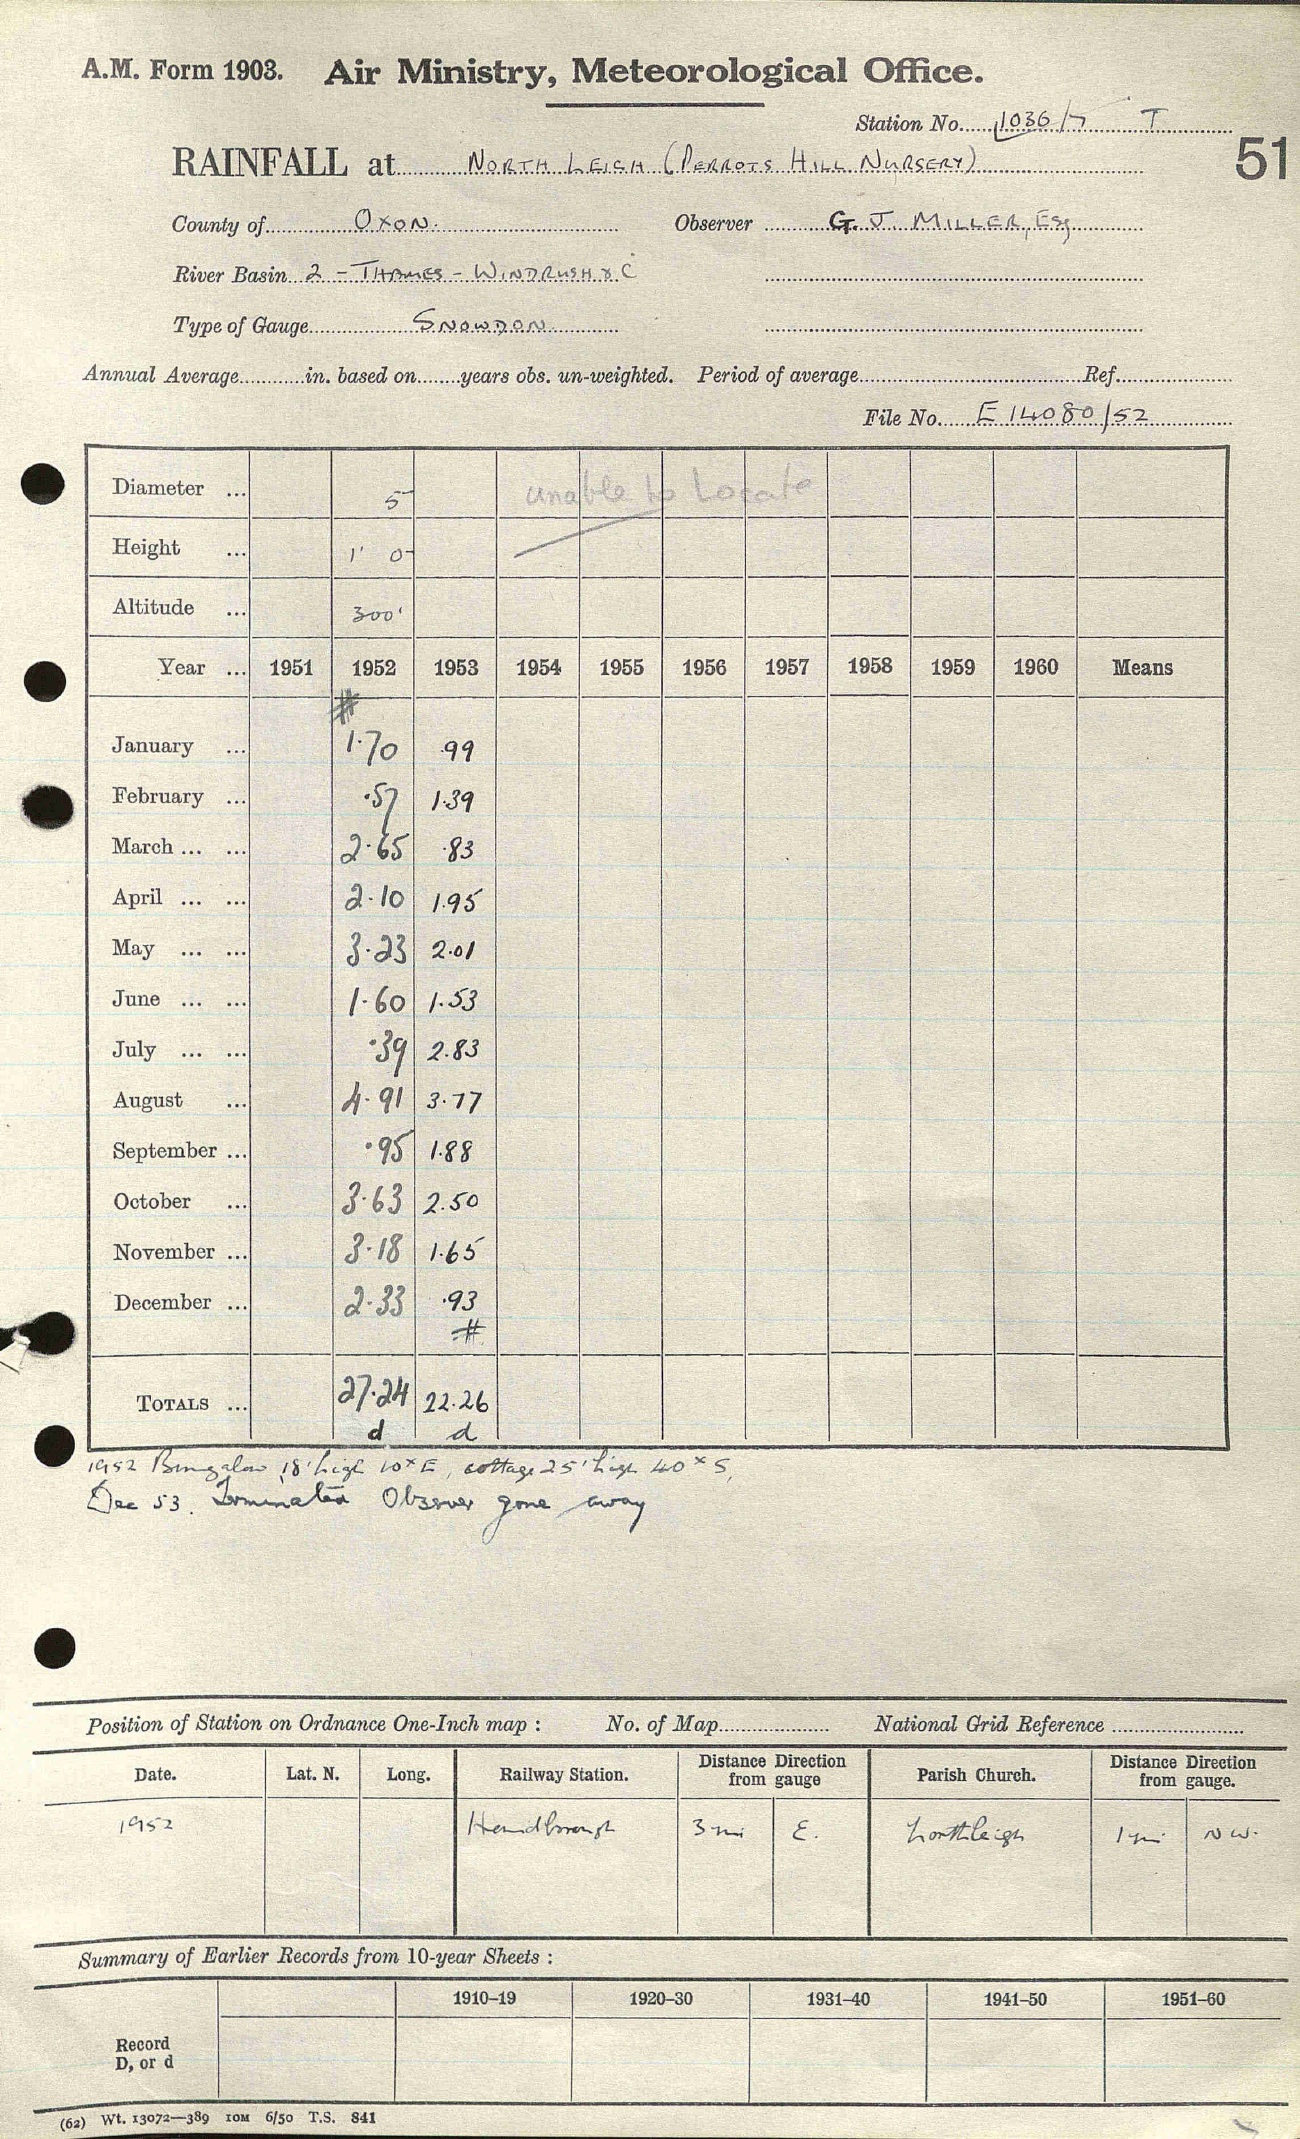 A.M. Form 1903. Air Ministry, Meteorological Office.
Station No. 1036/7 T
51
RAINFALL at NORTH LEIGH (PERROTS HILL NURSERY)
County of OXON. Observer G. J. MILLER, ESQ
River Basin 2 - THAMES - WINDRUSH & C
Type of Gauge SNOWDON
Annual Average............in. based on........years obs. un-weighted. Period of average............Ref............
File No. E 14080/52
Diameter ... 5 unable to Locate
Height ... 1' 0
Altitude ... 300'
Year ... 1951 1952 1953 1954 1955 1956 1957 1958 1959 1960 Means
#
January ... 1.70 .99
February ... .57 1.39
March ... ... 2.65 .83
April ... ... 2.10 1.95
May ... ... 3.23 2.01
June ... ... 1.60 1.53
July ... ... .39 2.83
August ... 4.91 3.77
September ... .95 1.88
October ... 3.63 2.50
November ... 3.18 1.65
December ... 2.33 .93
#
TOTALS ... 27.24 22.26
d d
1952 Bungalow 18' high 10x E, cottage 25' high 40x S,
Dec 53. Terminated Observer gone away
Position of Station on Ordnance One-Inch map : No. of Map............ National Grid Reference ............
Date. Lat. N. Long. Railway Station. Distance Direction from gauge Parish Church. Distance Direction from gauge.
1952 Handborough 3 mi E. Northleigh 1 mi NW.
Summary of Earlier Records from 10-year Sheets :
1910–19 1920–30 1931–40 1941–50 1951–60
Record
D, or d
(62) Wt. 13072—389 10M 6/50 T.S. 841